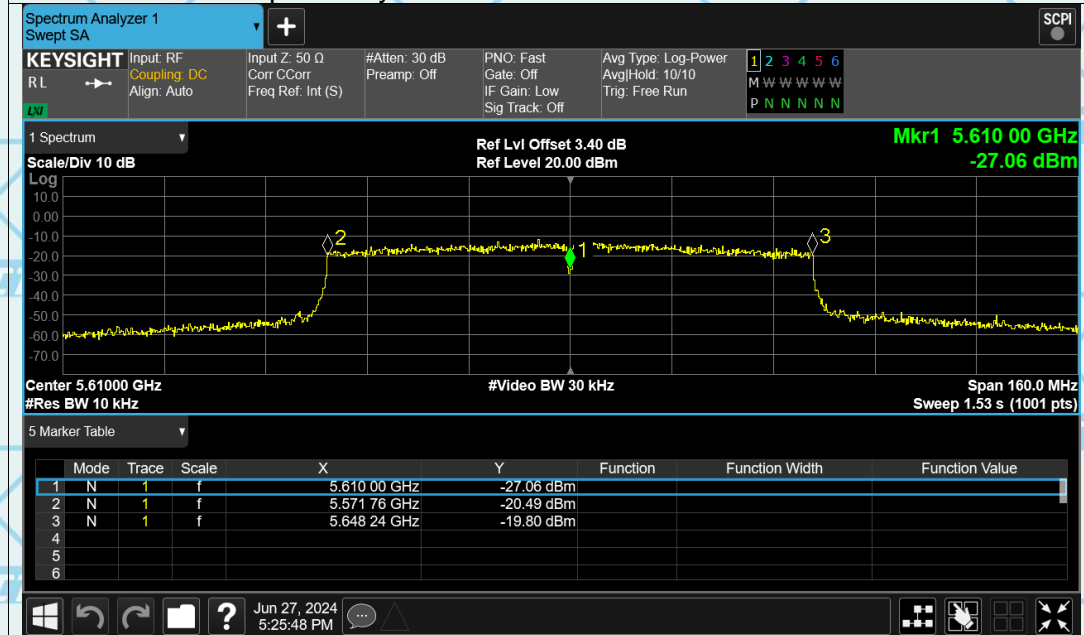 Spectrum Analyzer 1
Swept SA
+
SCPI
KEYSIGHT Input: RF Input Z: 50 Ω #Atten: 30 dB PNO: Fast Avg Type: Log-Power 1 2 3 4 5 6
RL Coupling: DC Corr CCorr Preamp: Off Gate: Off Avg|Hold: 10/10 M W W W W W
Align: Auto Freq Ref: Int (S) IF Gain: Low Trig: Free Run
LXI Sig Track: Off P N N N N N
1 Spectrum Ref Lvl Offset 3.40 dB Mkr1 5.610 00 GHz
Scale/Div 10 dB Ref Level 20.00 dBm -27.06 dBm
Log
10.0
0.00
-10.0
2 1 3
-20.0
-30.0
-40.0
-50.0
-60.0
-70.0
Center 5.61000 GHz #Video BW 30 kHz Span 160.0 MHz
#Res BW 10 kHz Sweep 1.53 s (1001 pts)
5 Marker Table
Mode Trace Scale X Y Function Function Width Function Value
1 N 1 f 5.610 00 GHz -27.06 dBm
2 N 1 f 5.571 76 GHz -20.49 dBm
3 N 1 f 5.648 24 GHz -19.80 dBm
4
5
6
? Jun 27, 2024
5:25:48 PM